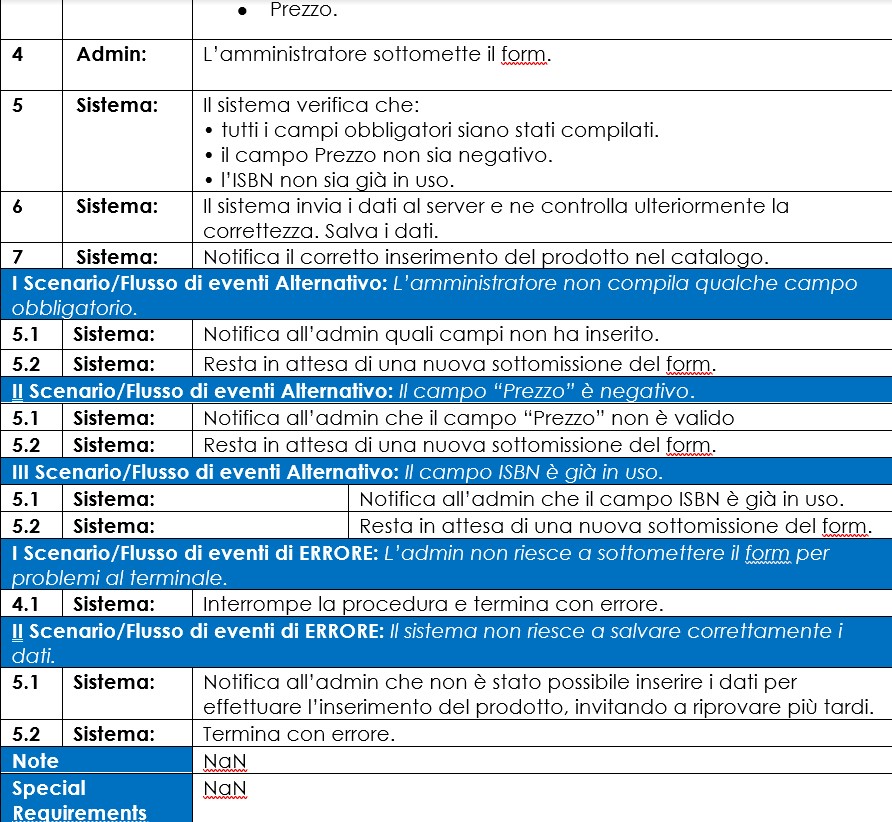 • Prezzo.
4 Admin: L’amministratore sottomette il form.
5 Sistema: Il sistema verifica che:
• tutti i campi obbligatori siano stati compilati.
• il campo Prezzo non sia negativo.
• l’ISBN non sia già in uso.
6 Sistema: Il sistema invia i dati al server e ne controlla ulteriormente la
correttezza. Salva i dati.
7 Sistema: Notifica il corretto inserimento del prodotto nel catalogo.
I Scenario/Flusso di eventi Alternativo: L’amministratore non compila qualche campo
obbligatorio.
5.1 Sistema: Notifica all’admin quali campi non ha inserito.
5.2 Sistema: Resta in attesa di una nuova sottomissione del form.
II Scenario/Flusso di eventi Alternativo: Il campo “Prezzo” è negativo.
5.1 Sistema: Notifica all’admin che il campo “Prezzo” non è valido
5.2 Sistema: Resta in attesa di una nuova sottomissione del form.
III Scenario/Flusso di eventi Alternativo: Il campo ISBN è già in uso.
5.1 Sistema: Notifica all’admin che il campo ISBN è già in uso.
5.2 Sistema: Resta in attesa di una nuova sottomissione del form.
I Scenario/Flusso di eventi di ERRORE: L’admin non riesce a sottomettere il form per
problemi al terminale.
4.1 Sistema: Interrompe la procedura e termina con errore.
II Scenario/Flusso di eventi di ERRORE: Il sistema non riesce a salvare correttamente i
dati.
5.1 Sistema: Notifica all’admin che non è stato possibile inserire i dati per
effettuare l’inserimento del prodotto, invitando a riprovare più tardi.
5.2 Sistema: Termina con errore.
Note NaN
Special NaN
Requirements